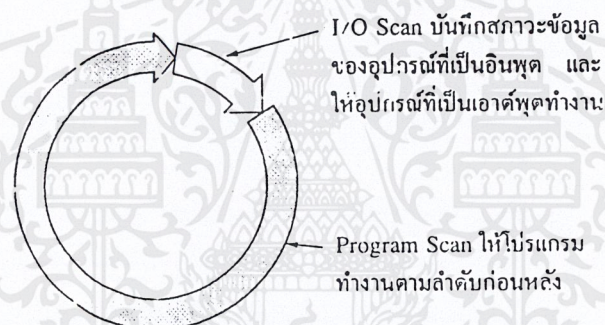 I/O Scan บันทึกสภาวะข้อมูล
ของอุปกรณ์ที่เป็นอินพุต และ
ให้อุปกรณ์ที่เป็นเอาต์พุตทำงาน
Program Scan ให้โปรแกรม
ทำงานตามลำดับก่อนหลัง